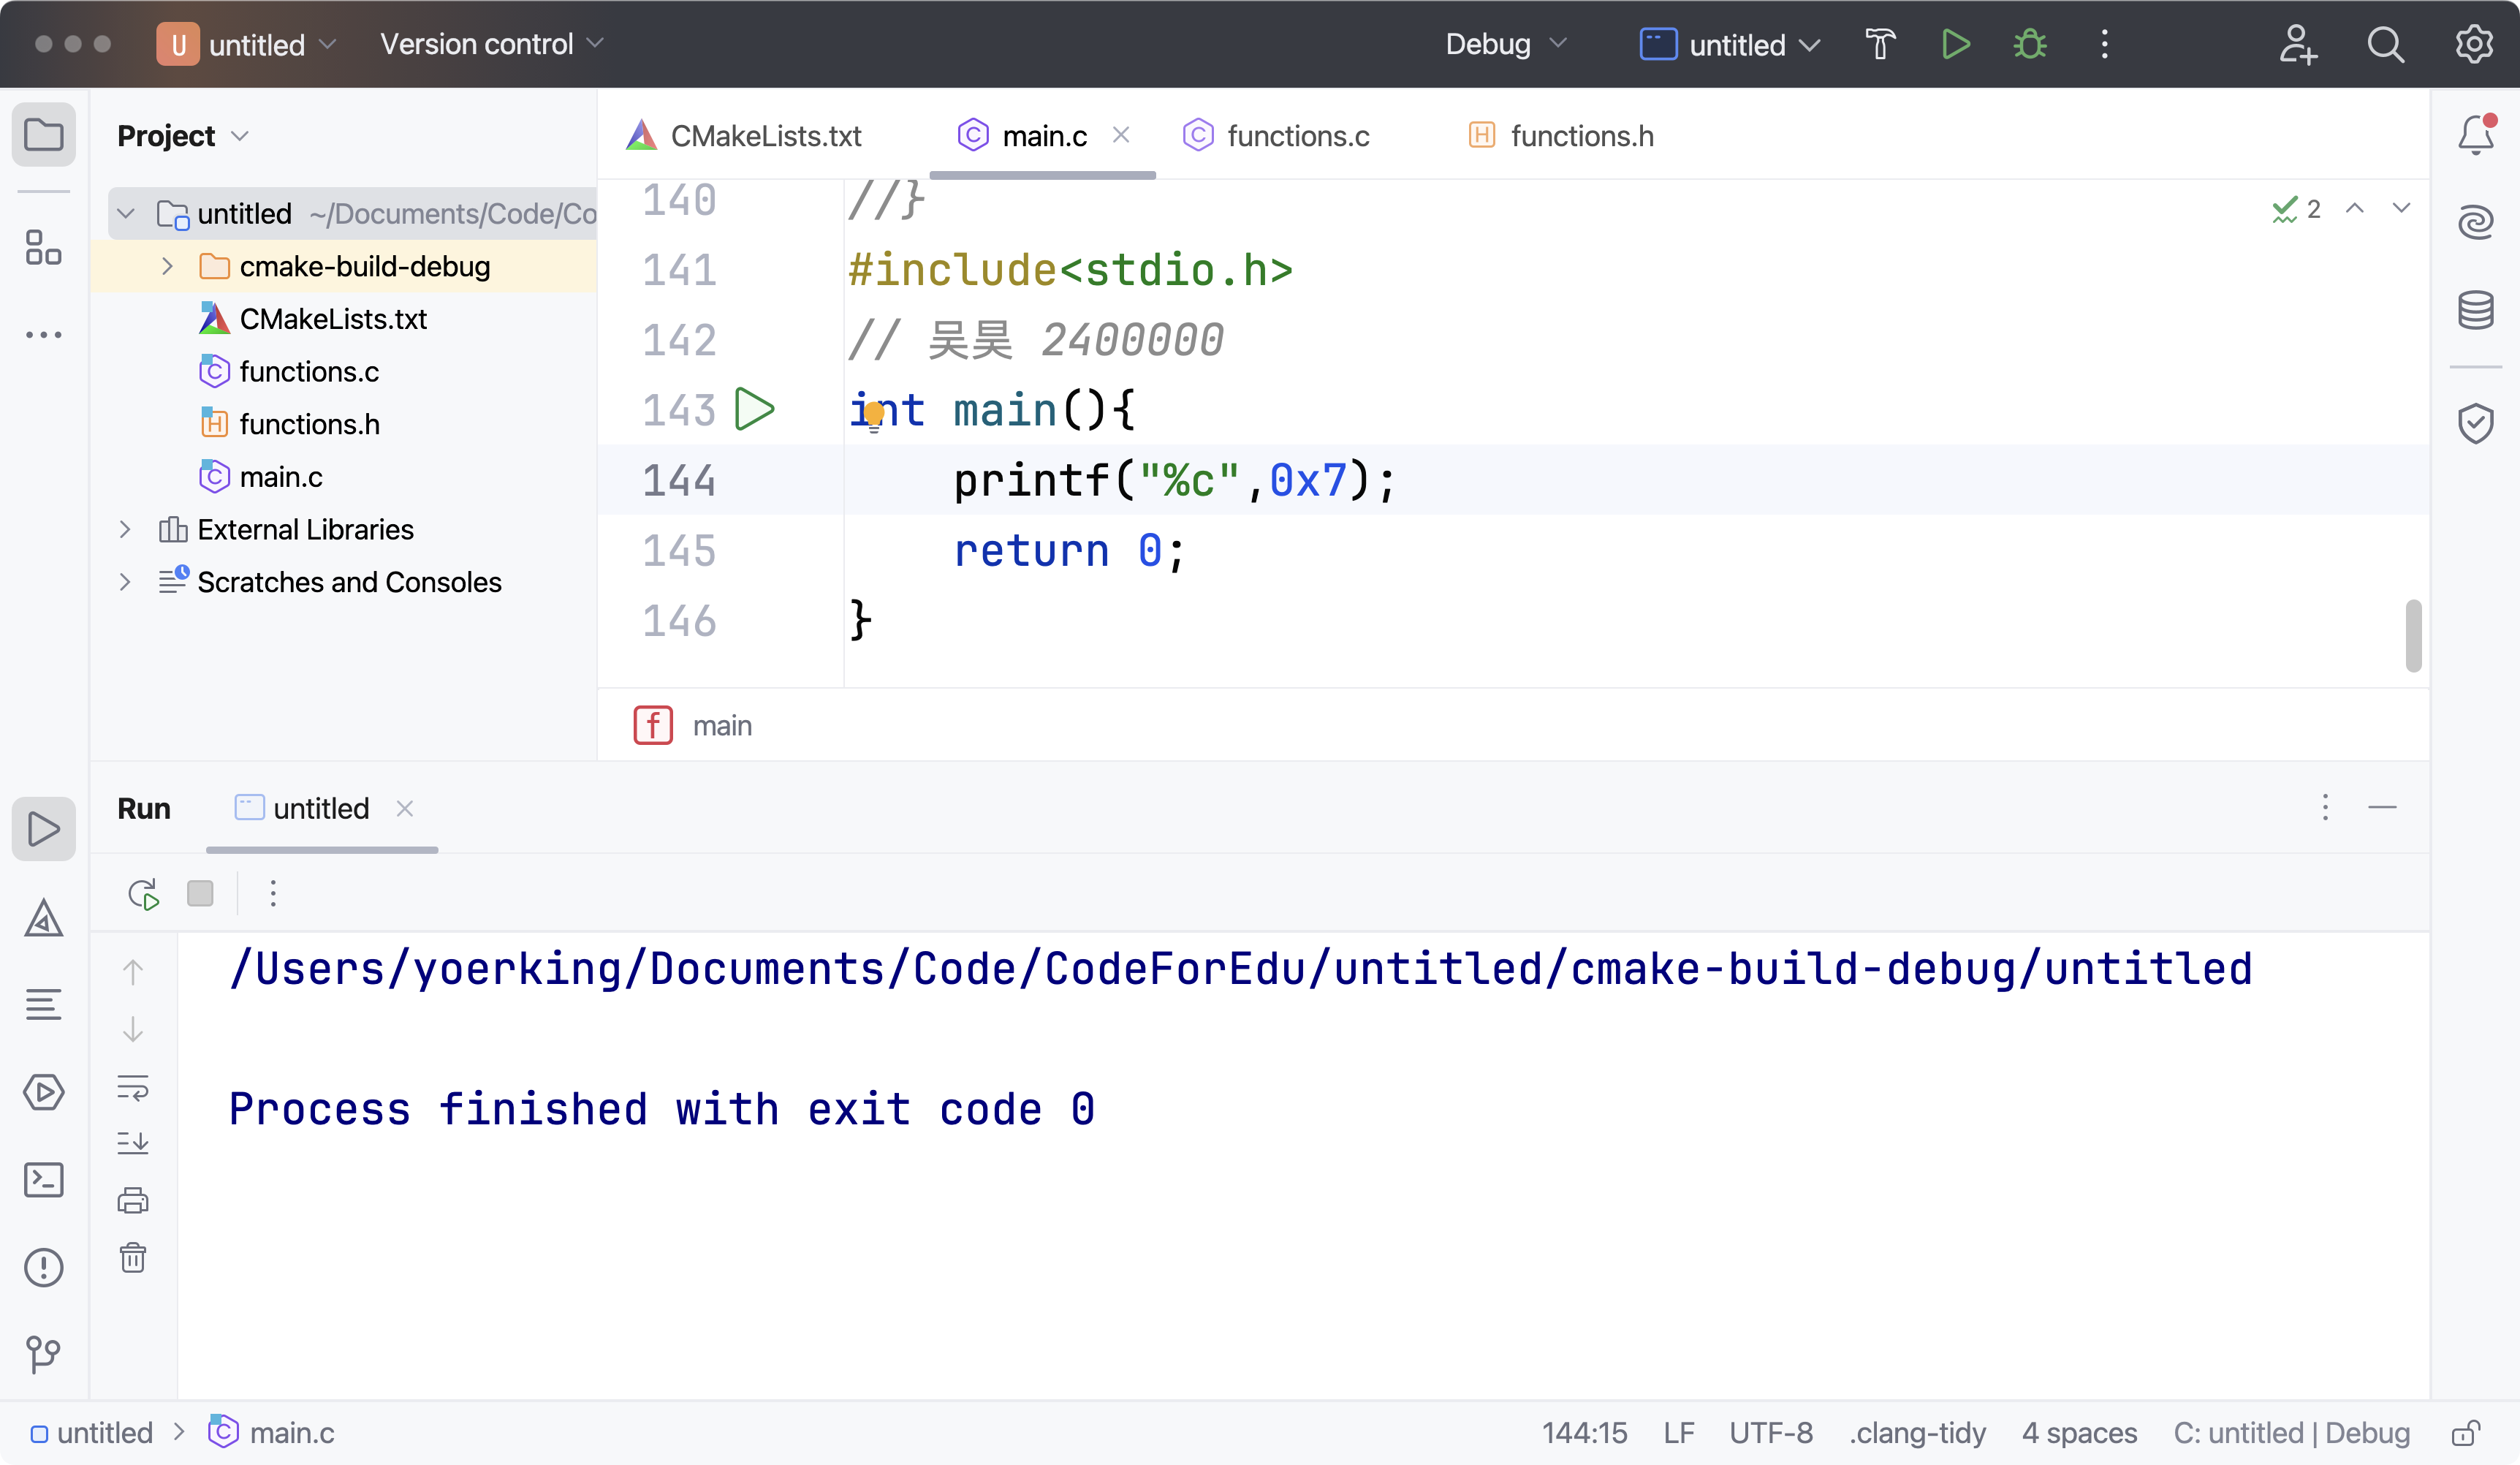 U untitled Version control Debug untitled
Project
untitled ~/Documents/Code/Co
cmake-build-debug
CMakeLists.txt
functions.c
functions.h
main.c
External Libraries
Scratches and Consoles
CMakeLists.txt main.c functions.c functions.h
2
140 //}
141 #include<stdio.h>
142 // 吴昊 2400000
143 int main(){
144 printf("%c",0x7);
145 return 0;
146 }
f main
Run untitled
/Users/yoerking/Documents/Code/CodeForEdu/untitled/cmake-build-debug/untitled
Process finished with exit code 0
untitled > main.c 144:15 LF UTF-8 .clang-tidy 4 spaces C: untitled | Debug